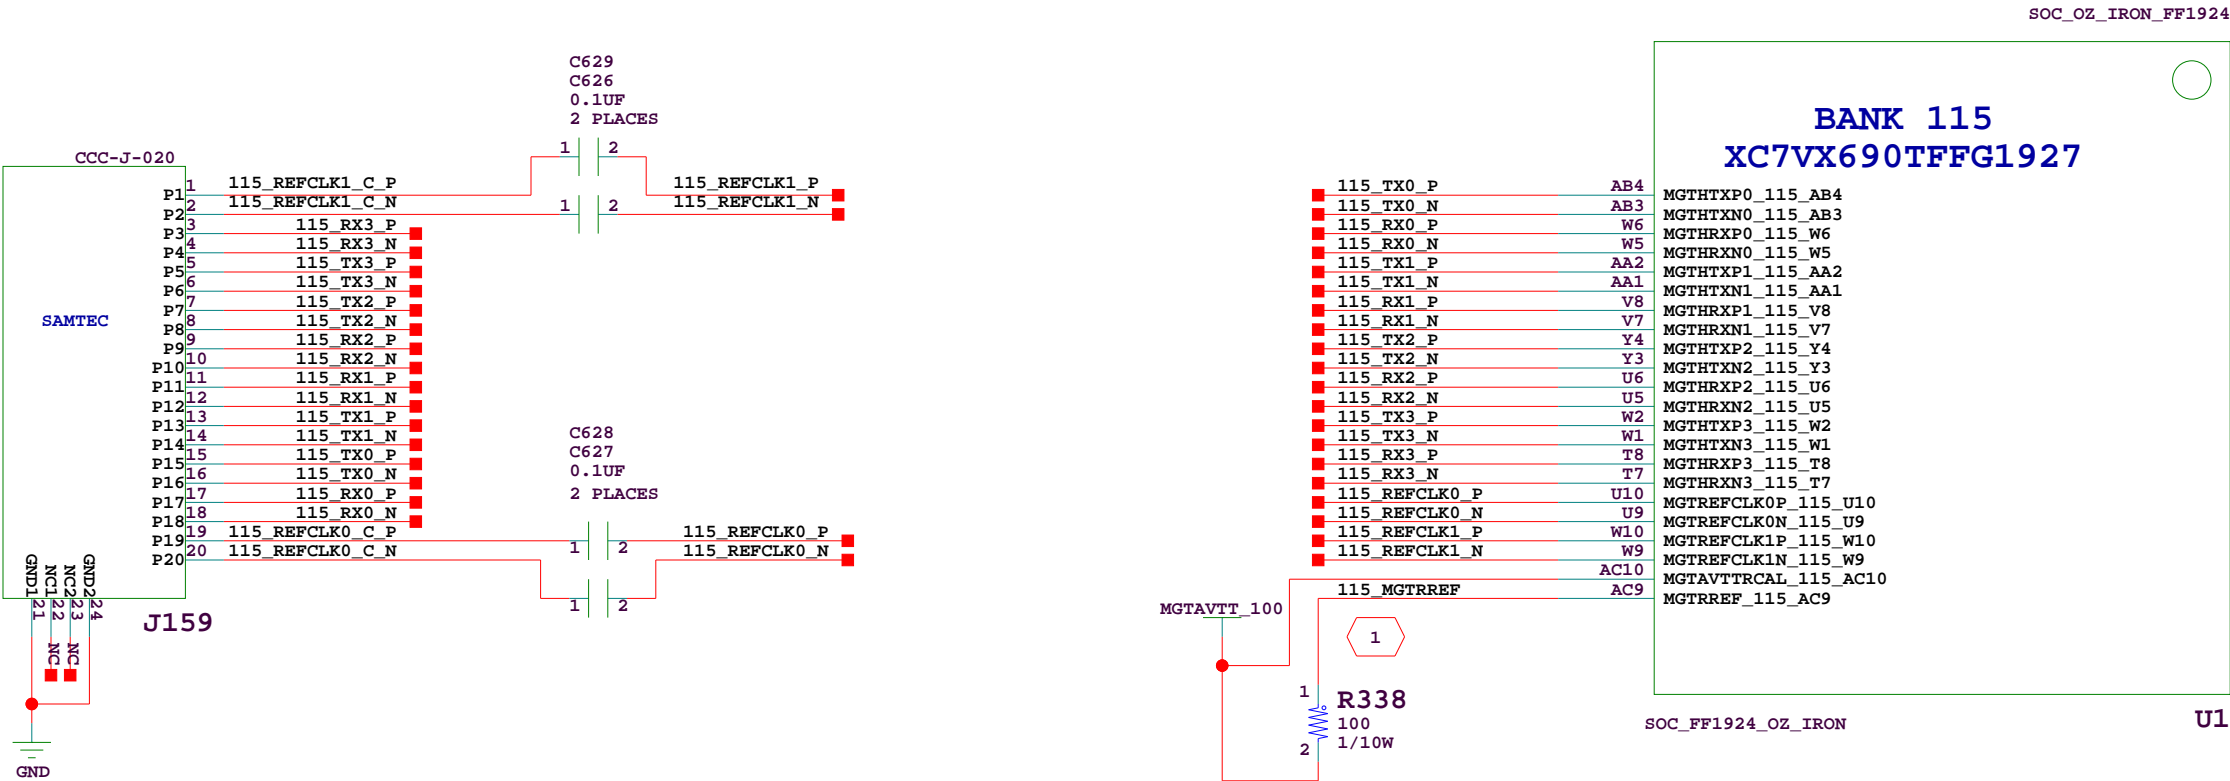 SOC_OZ_IRON_FF1924
C629
C626
0.1UF
2 PLACES
1 2
1 2
CCC-J-020
SAMTEC
P1 1 115_REFCLK1_C_P 115_REFCLK1_P
P2 2 115_REFCLK1_C_N 115_REFCLK1_N
P3 3 115_RX3_P
P4 4 115_RX3_N
P5 5 115_TX3_P
P6 6 115_TX3_N
P7 7 115_TX2_P
P8 8 115_TX2_N
P9 9 115_RX2_P
P10 10 115_RX2_N
P11 11 115_RX1_P
P12 12 115_RX1_N
P13 13 115_TX1_P
P14 14 115_TX1_N
P15 15 115_TX0_P
P16 16 115_TX0_N
P17 17 115_RX0_P
P18 18 115_RX0_N
P19 19 115_REFCLK0_C_P 115_REFCLK0_P
P20 20 115_REFCLK0_C_N 115_REFCLK0_N
C628
C627
0.1UF
2 PLACES
1 2
1 2
GND1 21
NC1 22 NC
NC2 23 NC
GND2 24
J159
GND
BANK 115
XC7VX690TFFG1927
115_TX0_P AB4 MGTHTXP0_115_AB4
115_TX0_N AB3 MGTHTXN0_115_AB3
115_RX0_P W6 MGTHRXP0_115_W6
115_RX0_N W5 MGTHRXN0_115_W5
115_TX1_P AA2 MGTHTXP1_115_AA2
115_TX1_N AA1 MGTHTXN1_115_AA1
115_RX1_P V8 MGTHRXP1_115_V8
115_RX1_N V7 MGTHRXN1_115_V7
115_TX2_P Y4 MGTHTXP2_115_Y4
115_TX2_N Y3 MGTHTXN2_115_Y3
115_RX2_P U6 MGTHRXP2_115_U6
115_RX2_N U5 MGTHRXN2_115_U5
115_TX3_P W2 MGTHTXP3_115_W2
115_TX3_N W1 MGTHTXN3_115_W1
115_RX3_P T8 MGTHRXP3_115_T8
115_RX3_N T7 MGTHRXN3_115_T7
115_REFCLK0_P U10 MGTREFCLK0P_115_U10
115_REFCLK0_N U9 MGTREFCLK0N_115_U9
115_REFCLK1_P W10 MGTREFCLK1P_115_W10
115_REFCLK1_N W9 MGTREFCLK1N_115_W9
AC10 MGTAVTTRCAL_115_AC10
115_MGTRREF AC9 MGTRREF_115_AC9
MGTAVTT_100
1
1
R338
100
1/10W
2
SOC_FF1924_OZ_IRON
U1